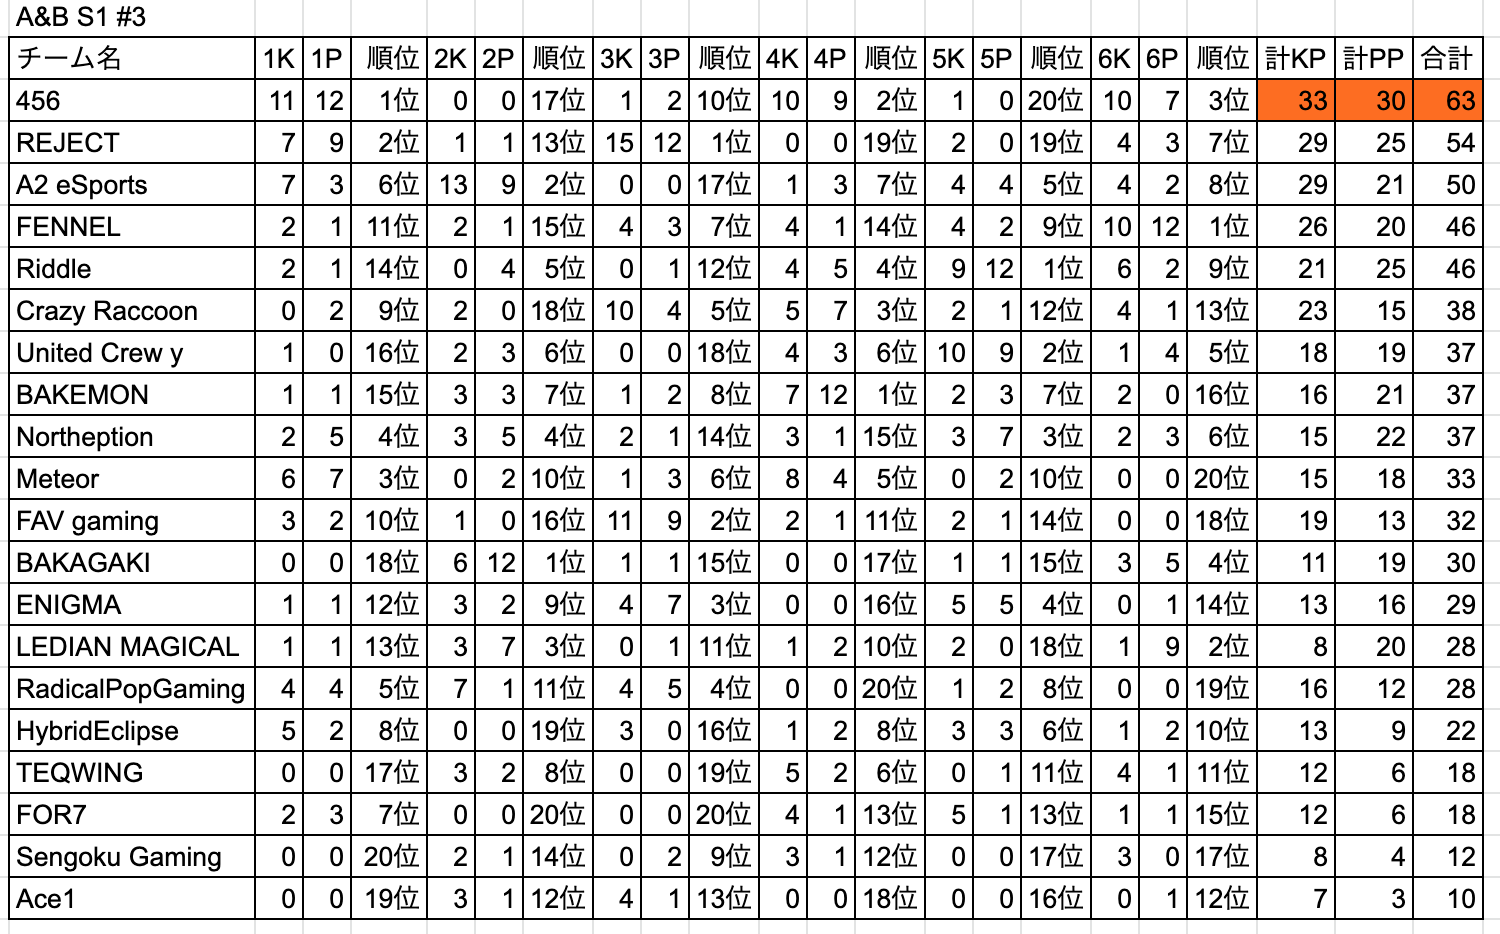 A&B S1 #3
チーム名 1K 1P 順位 2K 2P 順位 3K 3P 順位 4K 4P 順位 5K 5P 順位 6K 6P 順位 計KP 計PP 合計
456 11 12 1位 0 0 17位 1 2 10位 10 9 2位 1 0 20位 10 7 3位 33 30 63
REJECT 7 9 2位 1 1 13位 15 12 1位 0 0 19位 2 0 19位 4 3 7位 29 25 54
A2 eSports 7 3 6位 13 9 2位 0 0 17位 1 3 7位 4 4 5位 4 2 8位 29 21 50
FENNEL 2 1 11位 2 1 15位 4 3 7位 4 1 14位 4 2 9位 10 12 1位 26 20 46
Riddle 2 1 14位 0 4 5位 0 1 12位 4 5 4位 9 12 1位 6 2 9位 21 25 46
Crazy Raccoon 0 2 9位 2 0 18位 10 4 5位 5 7 3位 2 1 12位 4 1 13位 23 15 38
United Crew y 1 0 16位 2 3 6位 0 0 18位 4 3 6位 10 9 2位 1 4 5位 18 19 37
BAKEMON 1 1 15位 3 3 7位 1 2 8位 7 12 1位 2 3 7位 2 0 16位 16 21 37
Northeption 2 5 4位 3 5 4位 2 1 14位 3 1 15位 3 7 3位 2 3 6位 15 22 37
Meteor 6 7 3位 0 2 10位 1 3 6位 8 4 5位 0 2 10位 0 0 20位 15 18 33
FAV gaming 3 2 10位 1 0 16位 11 9 2位 2 1 11位 2 1 14位 0 0 18位 19 13 32
BAKAGAKI 0 0 18位 6 12 1位 1 1 15位 0 0 17位 1 1 15位 3 5 4位 11 19 30
ENIGMA 1 1 12位 3 2 9位 4 7 3位 0 0 16位 5 5 4位 0 1 14位 13 16 29
LEDIAN MAGICAL 1 1 13位 3 7 3位 0 1 11位 1 2 10位 2 0 18位 1 9 2位 8 20 28
RadicalPopGaming 4 4 5位 7 1 11位 4 5 4位 0 0 20位 1 2 8位 0 0 19位 16 12 28
HybridEclipse 5 2 8位 0 0 19位 3 0 16位 1 2 8位 3 3 6位 1 2 10位 13 9 22
TEQWING 0 0 17位 3 2 8位 0 0 19位 5 2 6位 0 1 11位 4 1 11位 12 6 18
FOR7 2 3 7位 0 0 20位 0 0 20位 4 1 13位 5 1 13位 1 1 15位 12 6 18
Sengoku Gaming 0 0 20位 2 1 14位 0 2 9位 3 1 12位 0 0 17位 3 0 17位 8 4 12
Ace1 0 0 19位 3 1 12位 4 1 13位 0 0 18位 0 0 16位 0 1 12位 7 3 10